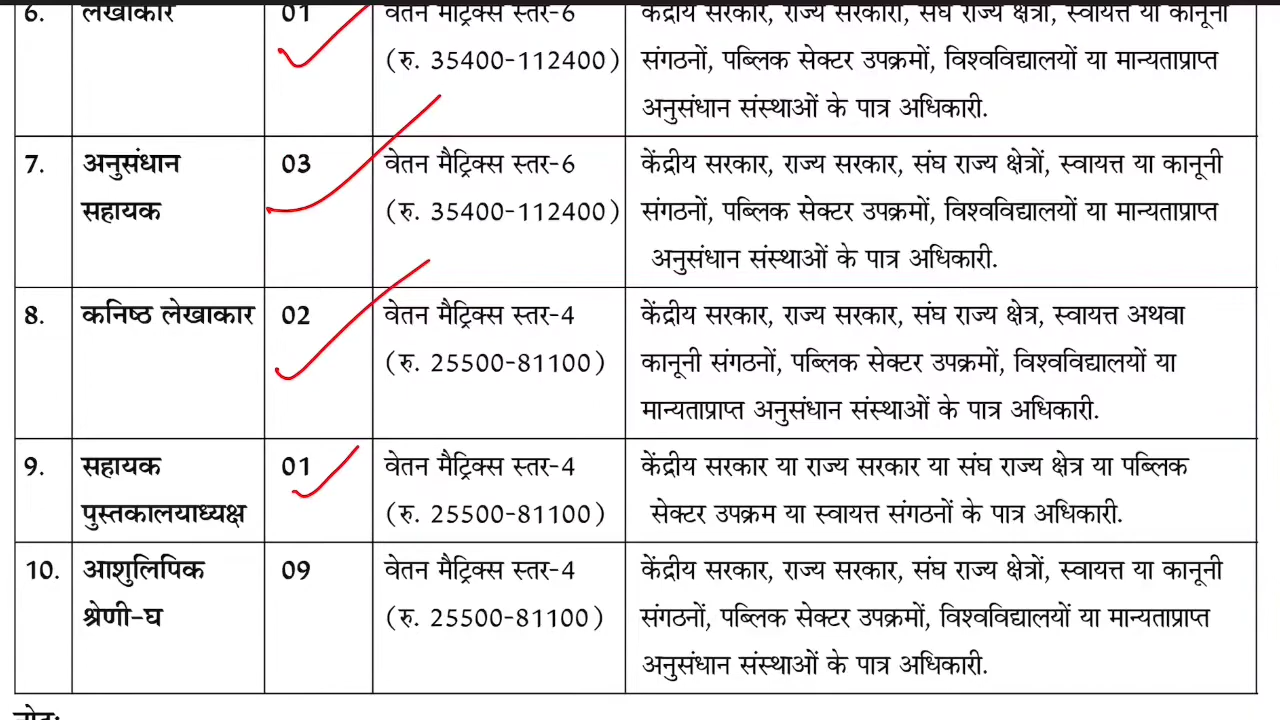 6. लेखाकार 01 वेतन मैट्रिक्स स्तर-6 केंद्रीय सरकार, राज्य सरकारों, संघ राज्य क्षेत्रों, स्वायत्त या कानूनी
(रु. 35400-112400) संगठनों, पब्लिक सेक्टर उपक्रमों, विश्वविद्यालयों या मान्यताप्राप्त
अनुसंधान संस्थाओं के पात्र अधिकारी.
7. अनुसंधान 03 वेतन मैट्रिक्स स्तर-6 केंद्रीय सरकार, राज्य सरकार, संघ राज्य क्षेत्रों, स्वायत्त या कानूनी
सहायक (रु. 35400-112400) संगठनों, पब्लिक सेक्टर उपक्रमों, विश्वविद्यालयों या मान्यताप्राप्त
अनुसंधान संस्थाओं के पात्र अधिकारी.
8. कनिष्ठ लेखाकार 02 वेतन मैट्रिक्स स्तर-4 केंद्रीय सरकार, राज्य सरकार, संघ राज्य क्षेत्र, स्वायत्त अथवा
(रु. 25500-81100) कानूनी संगठनों, पब्लिक सेक्टर उपक्रमों, विश्वविद्यालयों या
मान्यताप्राप्त अनुसंधान संस्थाओं के पात्र अधिकारी.
9. सहायक 01 वेतन मैट्रिक्स स्तर-4 केंद्रीय सरकार या राज्य सरकार या संघ राज्य क्षेत्र या पब्लिक
पुस्तकालयाध्यक्ष (रु. 25500-81100) सेक्टर उपक्रम या स्वायत्त संगठनों के पात्र अधिकारी.
10. आशुलिपिक 09 वेतन मैट्रिक्स स्तर-4 केंद्रीय सरकार, राज्य सरकार, संघ राज्य क्षेत्रों, स्वायत्त या कानूनी
श्रेणी-घ (रु. 25500-81100) संगठनों, पब्लिक सेक्टर उपक्रमों, विश्वविद्यालयों या मान्यताप्राप्त
अनुसंधान संस्थाओं के पात्र अधिकारी.